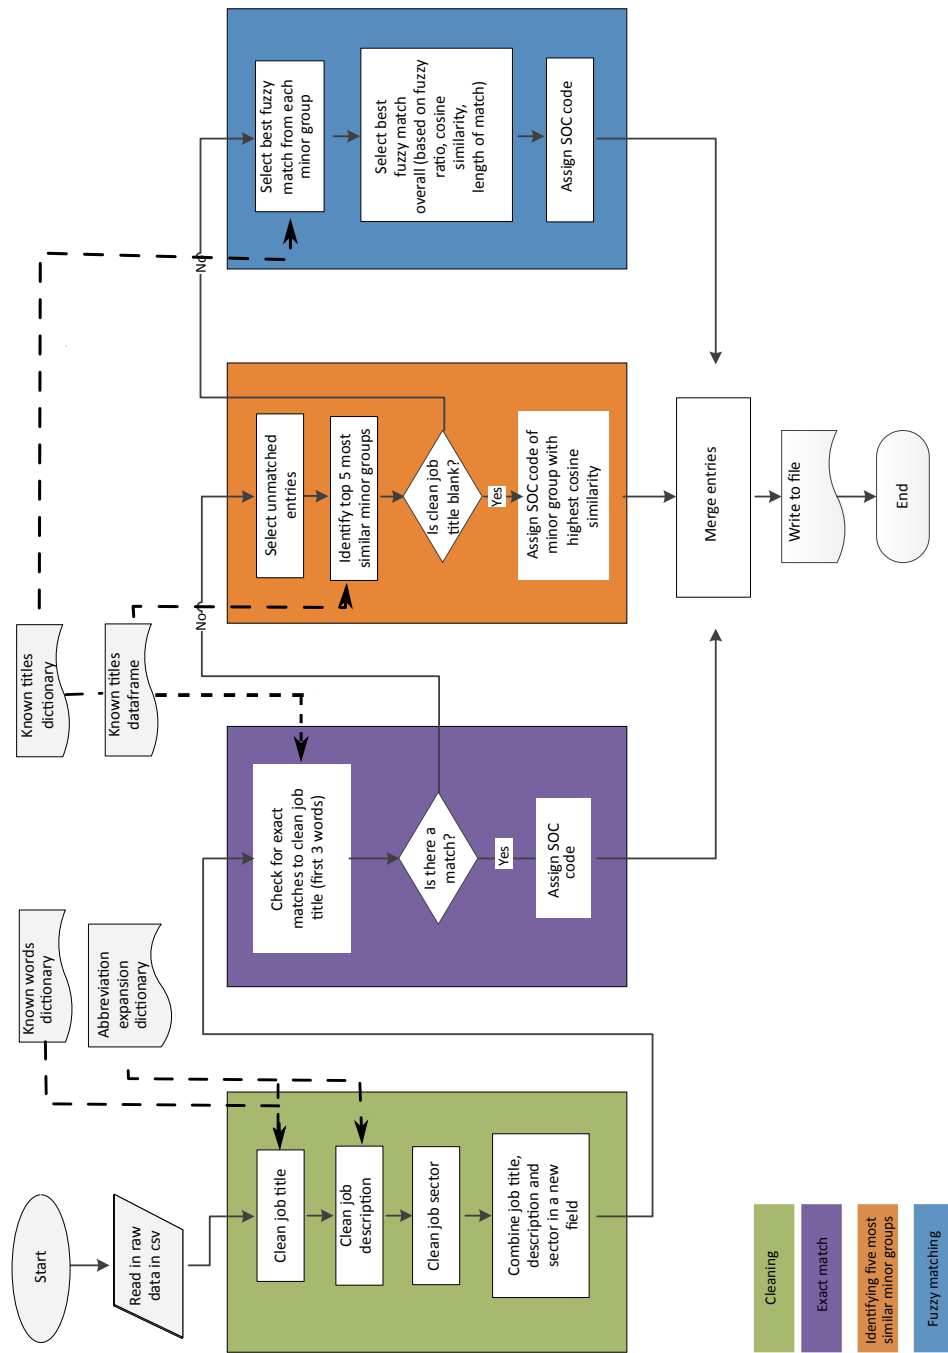 Start
Read in raw
data in csv
Known words
dictionary
Abbreviation
expansion
dictionary
Clean job title
Clean job
description
Clean job sector
Combine job title,
description and
sector in a new
field
Known titles
dictionary
Known titles
dataframe
Check for exact
matches to clean job
title (first 3 words)
Is there a
match?
Yes
No
Assign SOC
code
Select unmatched
entries
Identify top 5 most
similar minor groups
Is clean job
title blank?
Yes
No
Assign SOC code of
minor group with
highest cosine
similarity
Select best fuzzy
match from each
minor group
Select best
fuzzy match
overall (based on fuzzy
ratio, cosine
similarity,
length of match)
Assign SOC code
Merge entries
Write to file
End
Cleaning
Exact match
Identifying five most
similar minor groups
Fuzzy matching